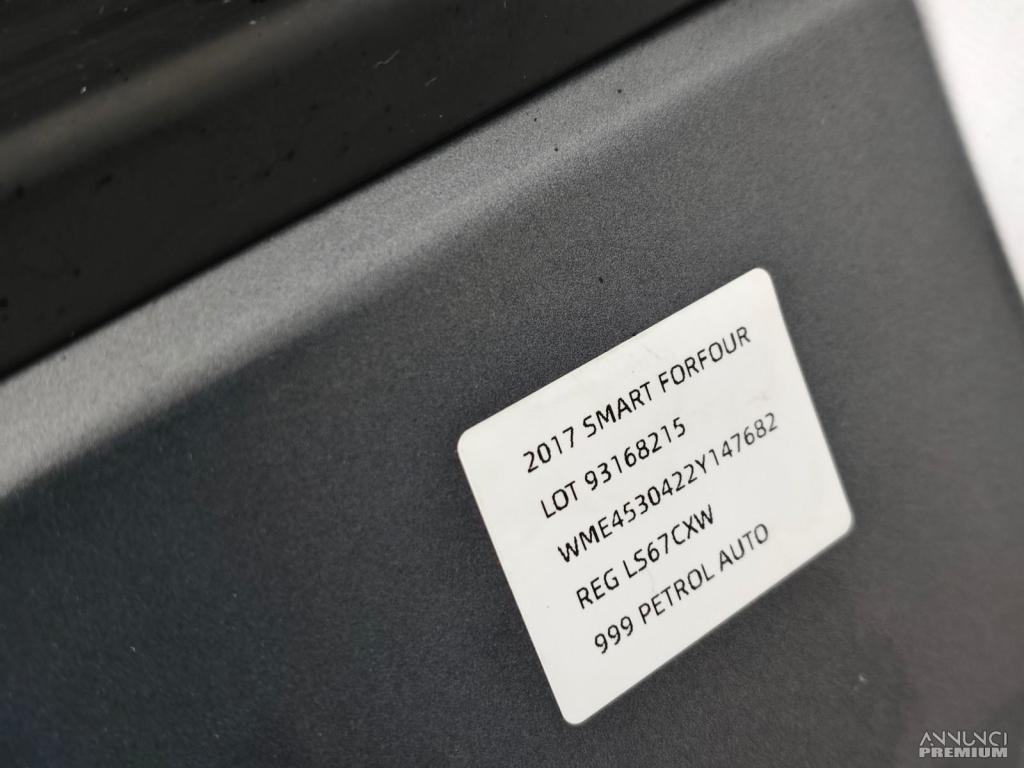 2017 SMART FORFOUR
LOT 93168215
WME4530422Y147682
REG LS67CXW
999 PETROL AUTO
ANNUNCI
PREMIUM